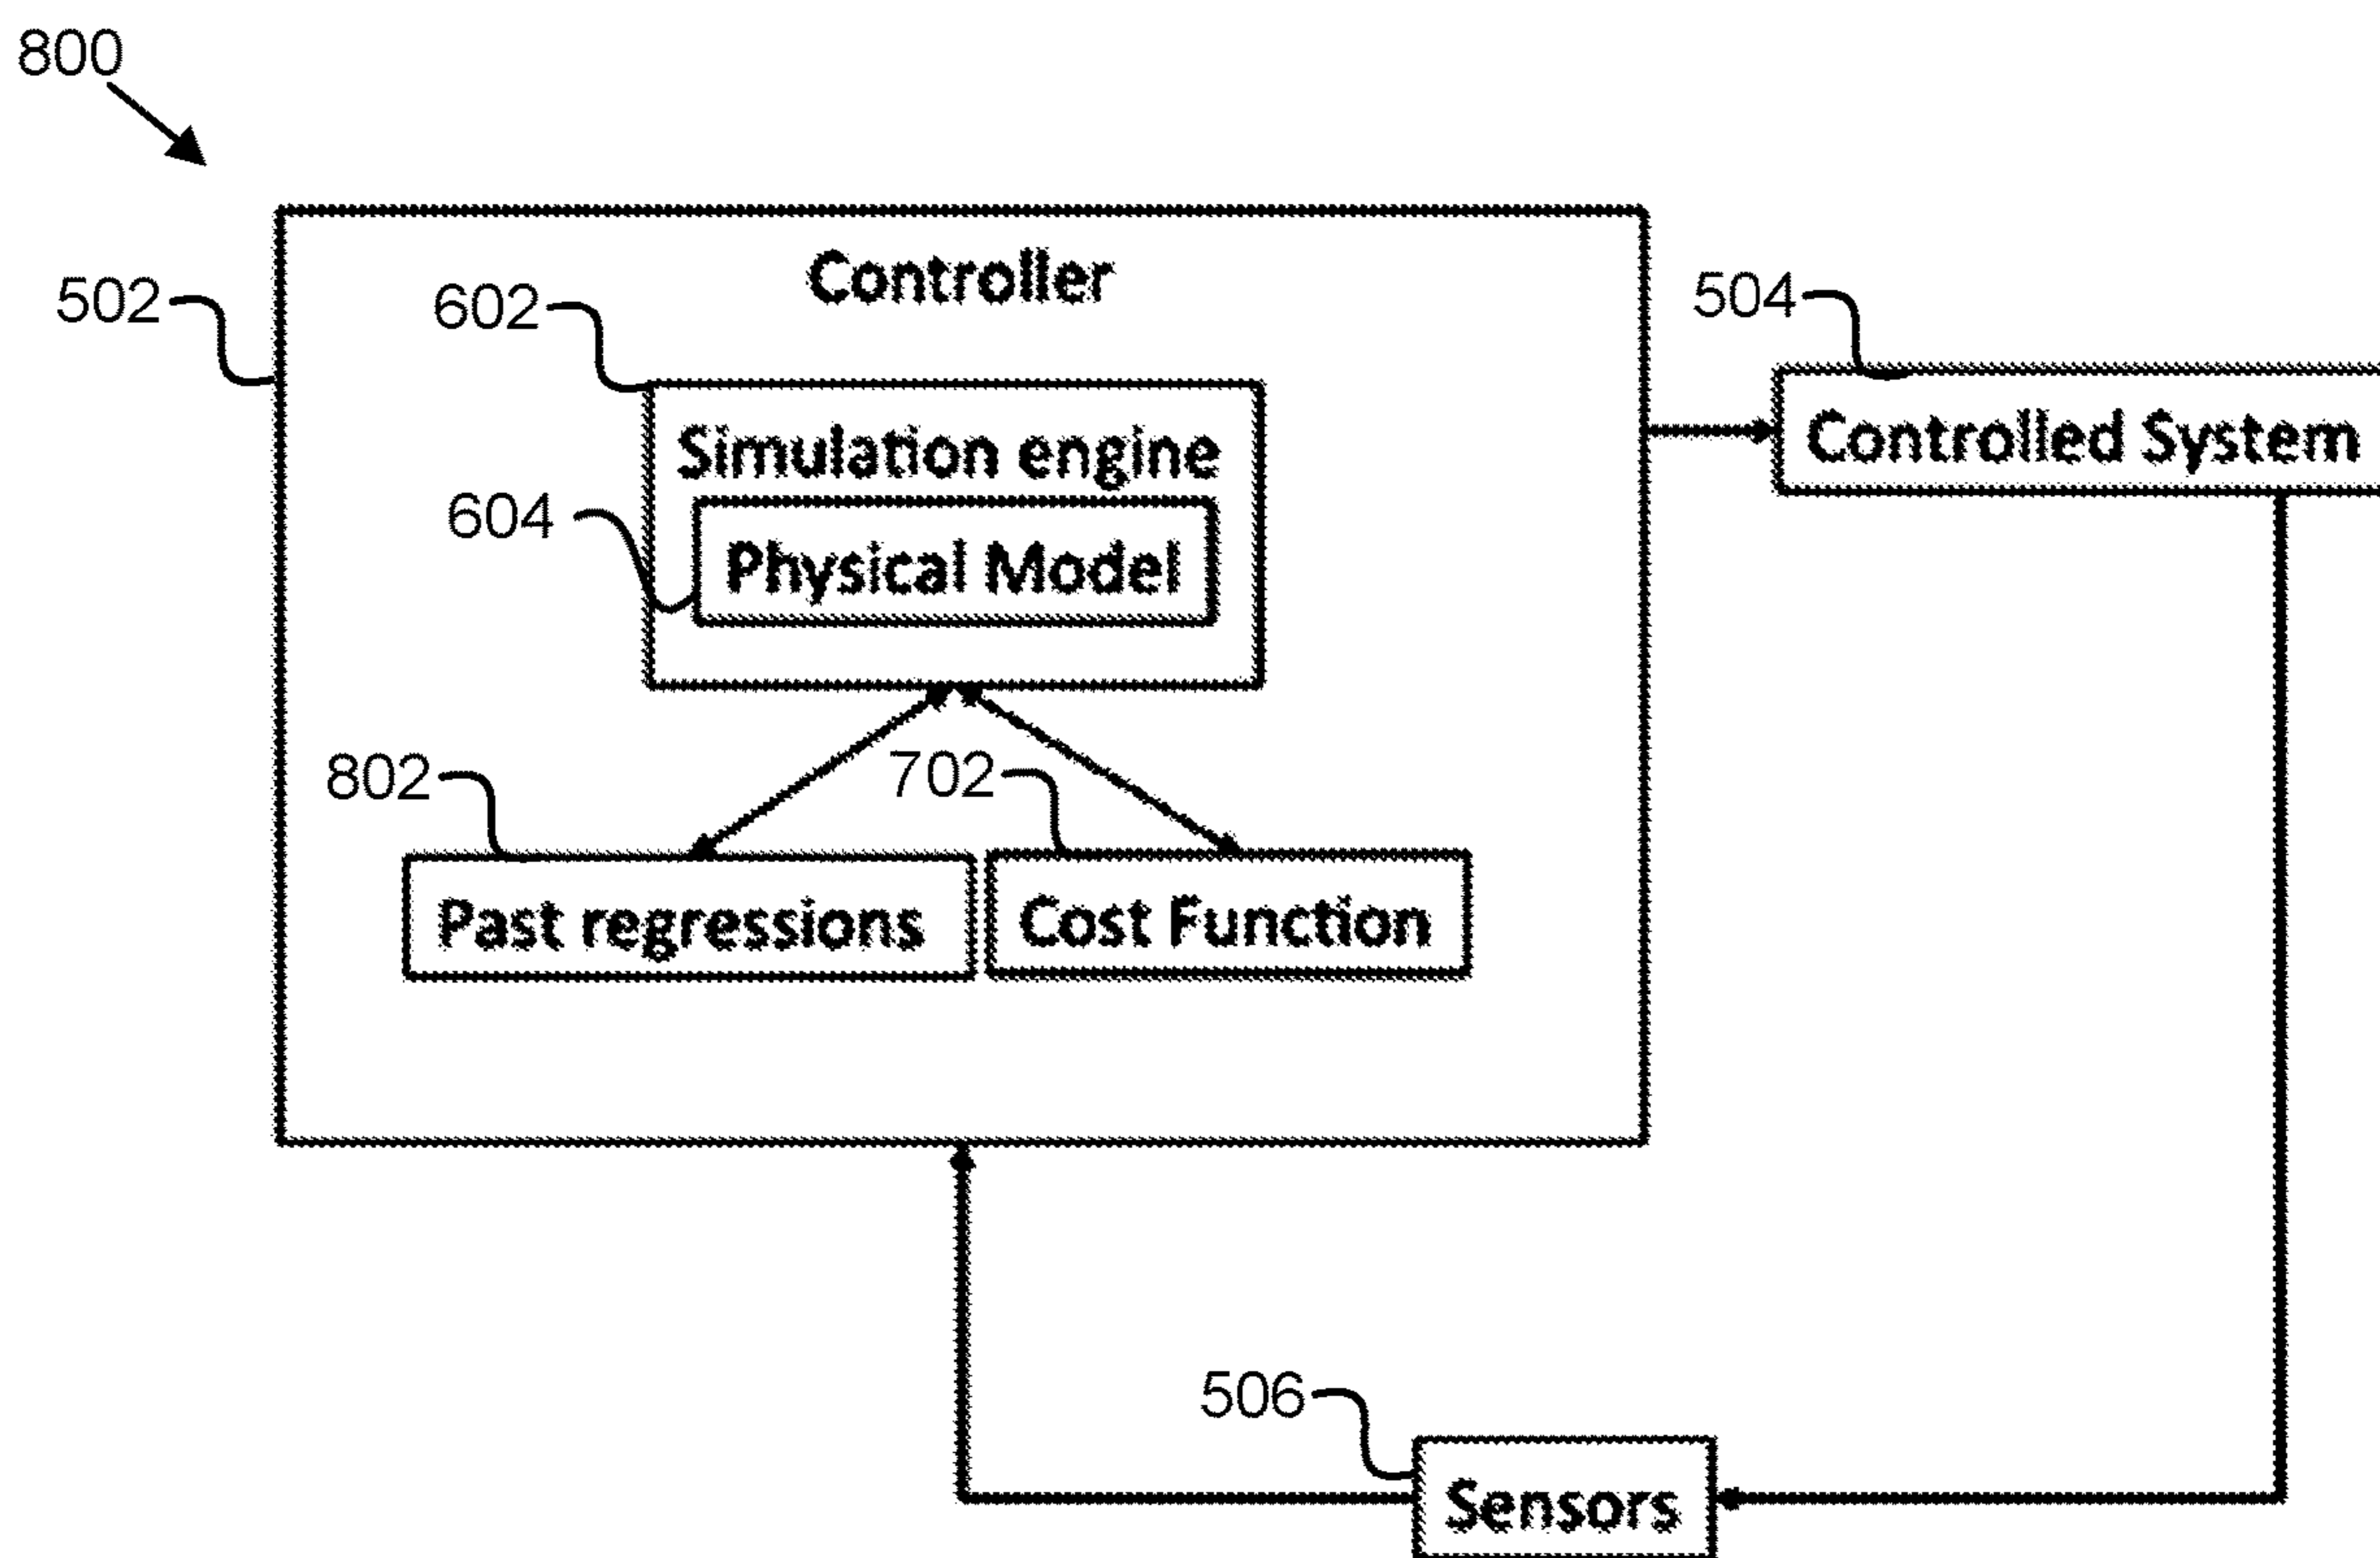 800
502
Controller
602
504
Simulation engine
Controlled System
604
Physical Model
802
702
Past regressions
Cost Function
506
Sensors